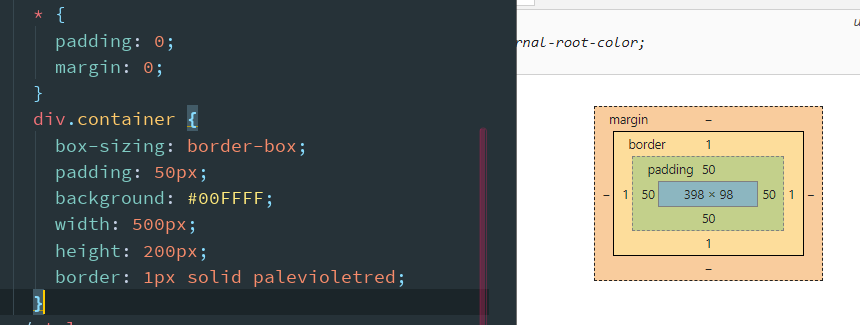 * {
padding: 0;
margin: 0;
}
div.container {
box-sizing: border-box;
padding: 50px;
background: #00FFFF;
width: 500px;
height: 200px;
border: 1px solid palevioletred;
}
rnal-root-color;
margin –
border 1
padding 50
– 1 50 398 × 98 50 1 –
50
1
–